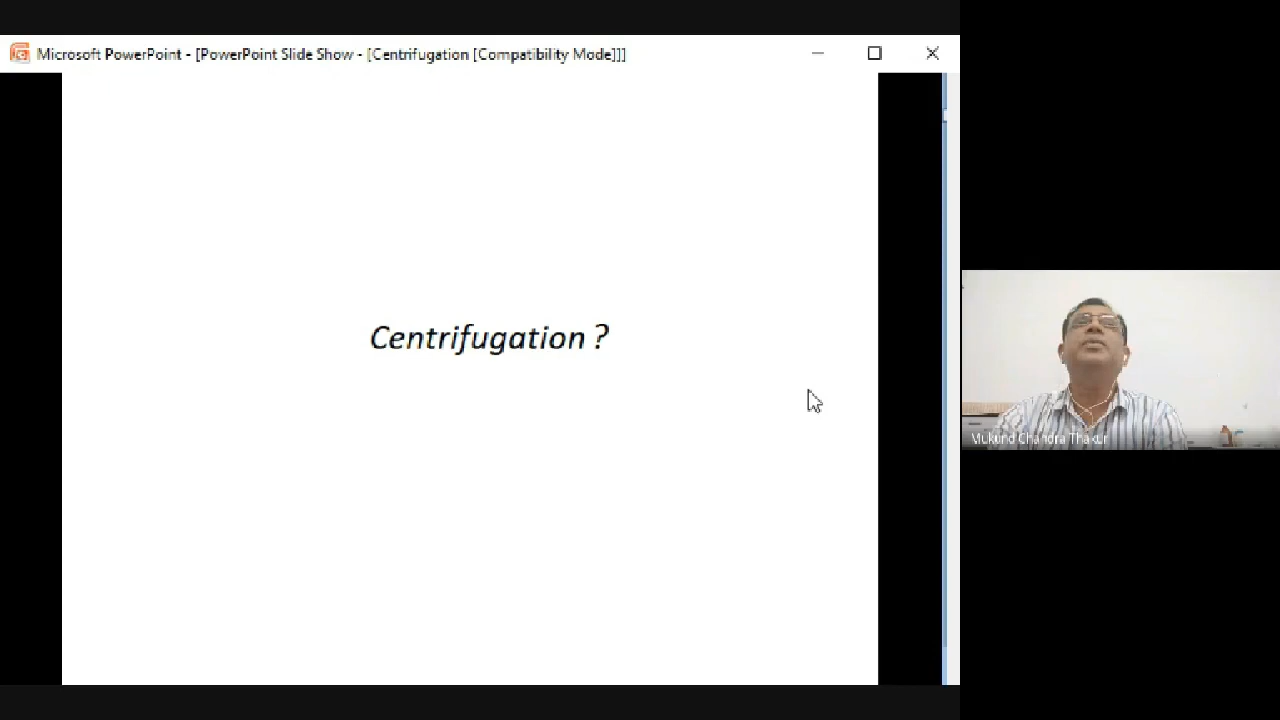 Microsoft PowerPoint - [PowerPoint Slide Show - [Centrifugation [Compatibility Mode]]]
Centrifugation ?
Mukund Chandra Thakur